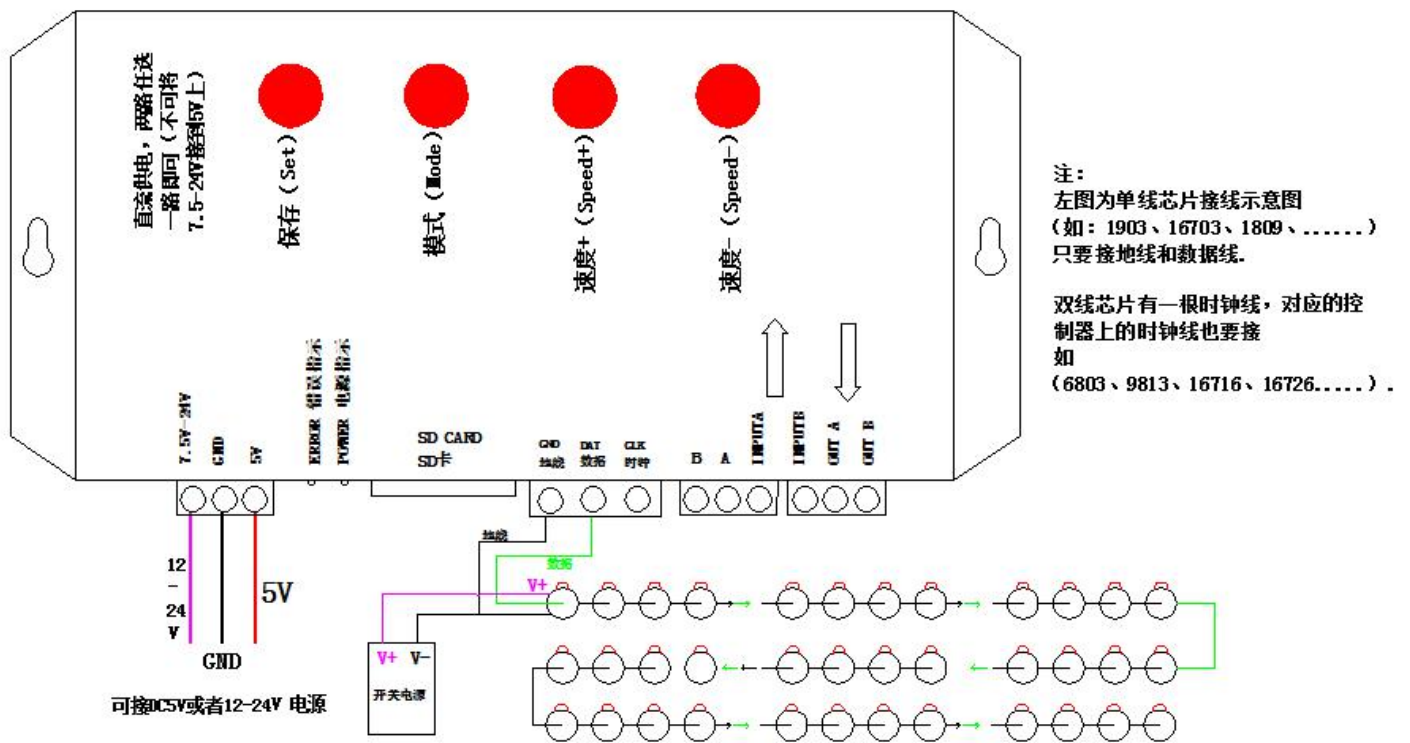 直流供电，两路任选
一路即可（不可将
7.5-24V接到5V上）
保存（Set）
模式（Mode）
速度+（Speed+）
速度-（Speed-）
注：
左图为单线芯片接线示意图
（如：1903、16703、1809、......）
只要接地线和数据线.
双线芯片有一根时钟线，对应的控
制器上的时钟线也要接
如
（6803、9813、16716、16726.....）.
7.5V-24V
GND
5V
ERROR 错误指示
POWER 电源指示
SD CARD
SD卡
GND
地线
DAT
数据
CLK
时钟
B
A
INPUTA
INPUTB
OUT A
OUT B
12
-
24
V
5V
GND
可接DC5V或者12-24V 电源
地线
数据
V+
V+ V-
开关电源